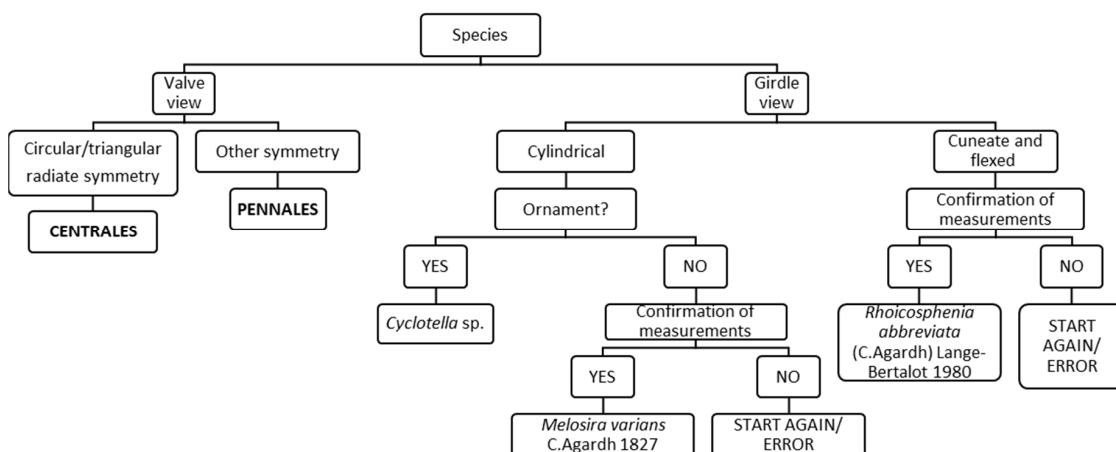 Species
Valve
view
Girdle
view
Circular/triangular
radiate symmetry
Other symmetry
Cylindrical
Cuneate and
flexed
CENTRALES
PENNALES
Ornament?
Confirmation of
measurements
YES
NO
YES
NO
Cyclotella sp.
Confirmation of
measurements
Rhoicosphenia
abbreviata
(C.Agardh) Lange-
Bertalot 1980
START
AGAIN/
ERROR
YES
NO
Melosira varians
C.Agardh 1827
START AGAIN/
ERROR